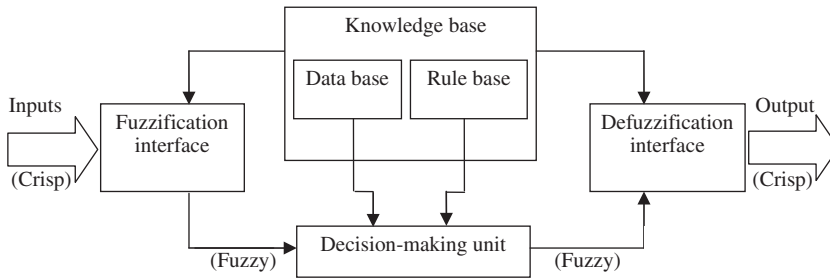 Knowledge base
Data base
Rule base
Inputs
(Crisp)
Fuzzification
interface
Defuzzification
interface
Output
(Crisp)
(Fuzzy)
Decision-making unit
(Fuzzy)